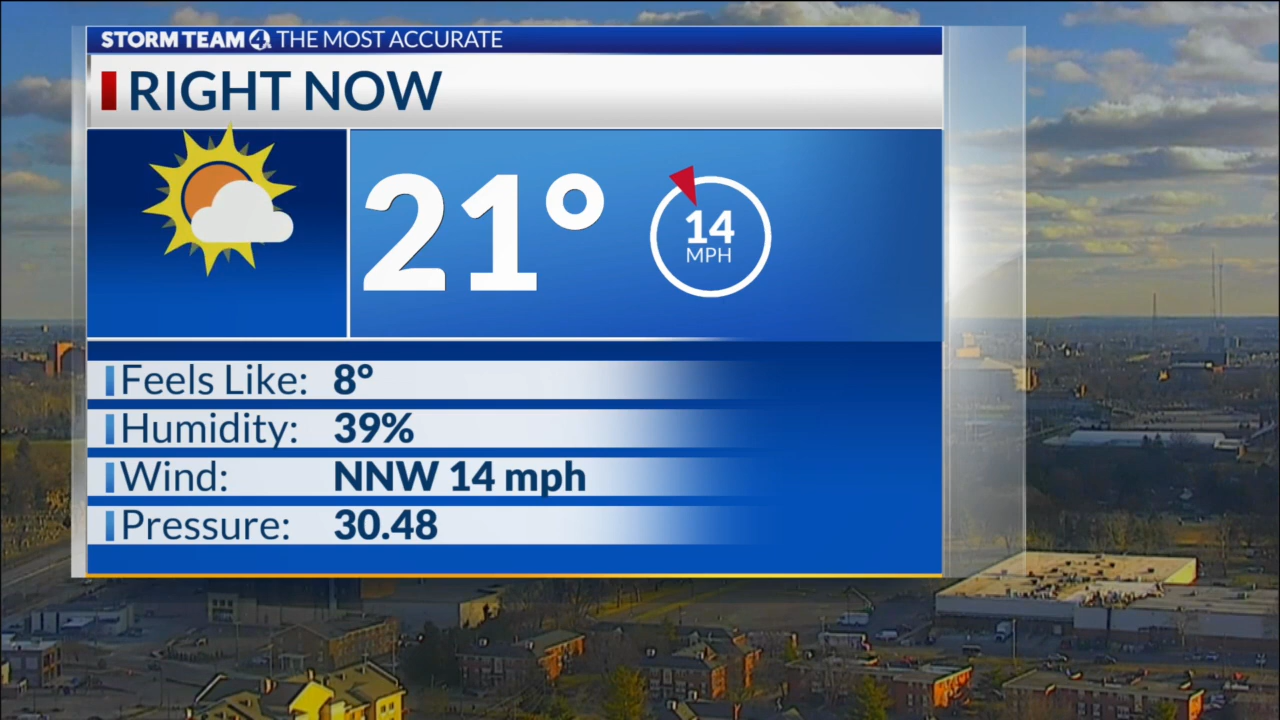 STORM TEAM 4 THE MOST ACCURATE
RIGHT NOW
21°
14
MPH
Feels Like: 8°
Humidity: 39%
Wind: NNW 14 mph
Pressure: 30.48